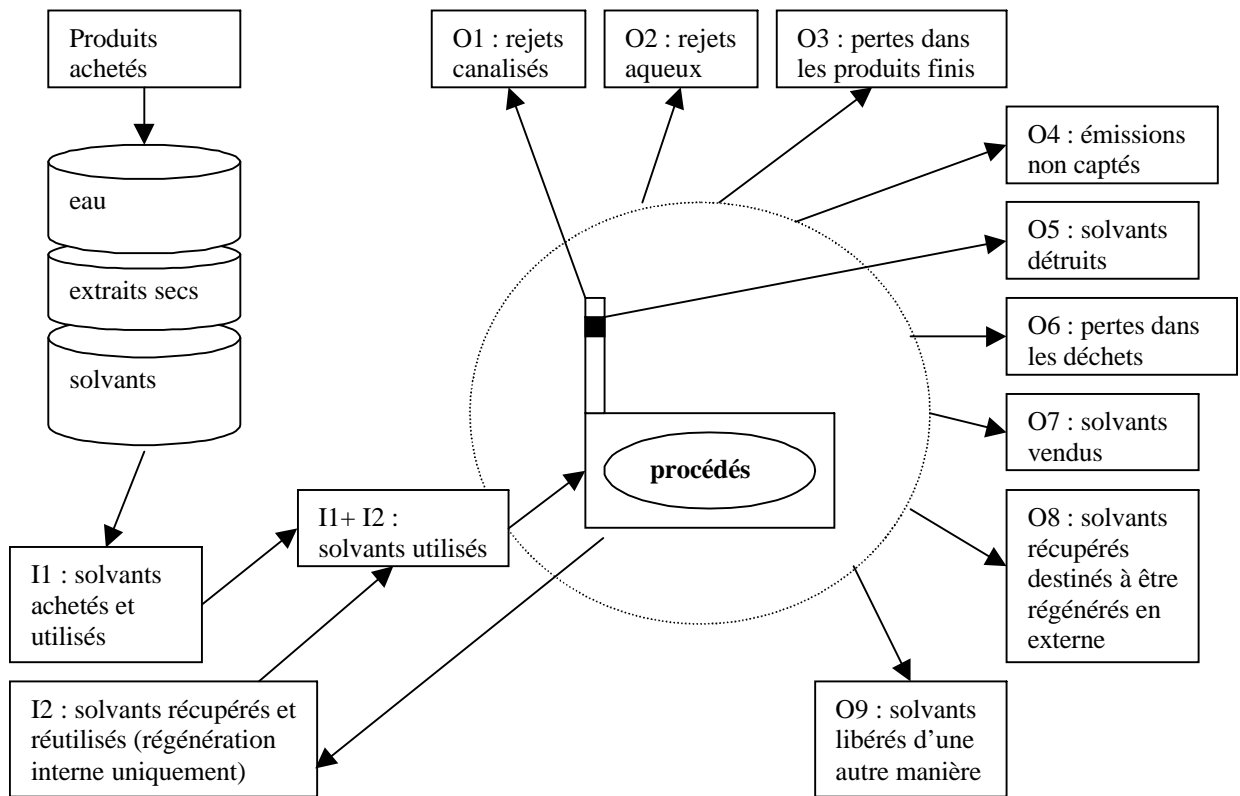 Produits
achetés
eau
extraits secs
solvants
I1 : solvants
achetés et
utilisés
I2 : solvants récupérés et
réutilisés (régénération
interne uniquement)
I1+ I2 :
solvants utilisés
procédés
O1 : rejets
canalisés
O2 : rejets
aqueux
O3 : pertes dans
les produits finis
O4 : émissions
non captés
O5 : solvants
détruits
O6 : pertes dans
les déchets
O7 : solvants
vendus
O8 : solvants
récupérés
destinés à être
régénérés en
externe
O9 : solvants
libérés d’une
autre manière